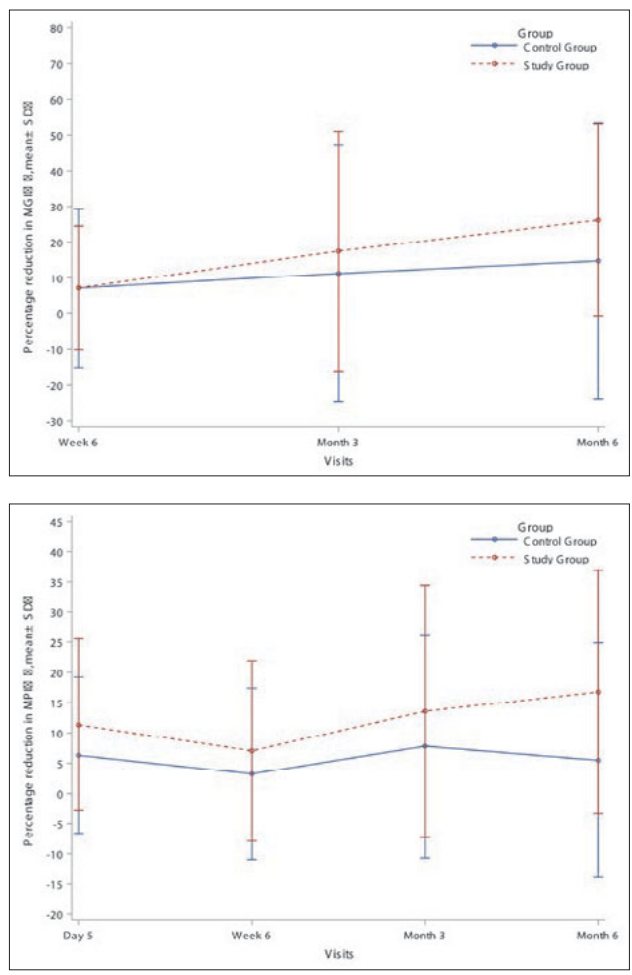 Group
Control Group
Study Group
Percentage reduction in MGI ,mean± SD
80
70
60
50
40
30
20
10
0
-10
-20
-30
Week 6
Month 3
Month 6
Visits
Group
Control Group
Study Group
Percentage reduction in NPI ,mean± SD
45
40
35
30
25
20
15
10
5
0
-5
-10
-15
-20
Day 5
Week 6
Month 3
Month 6
Visits